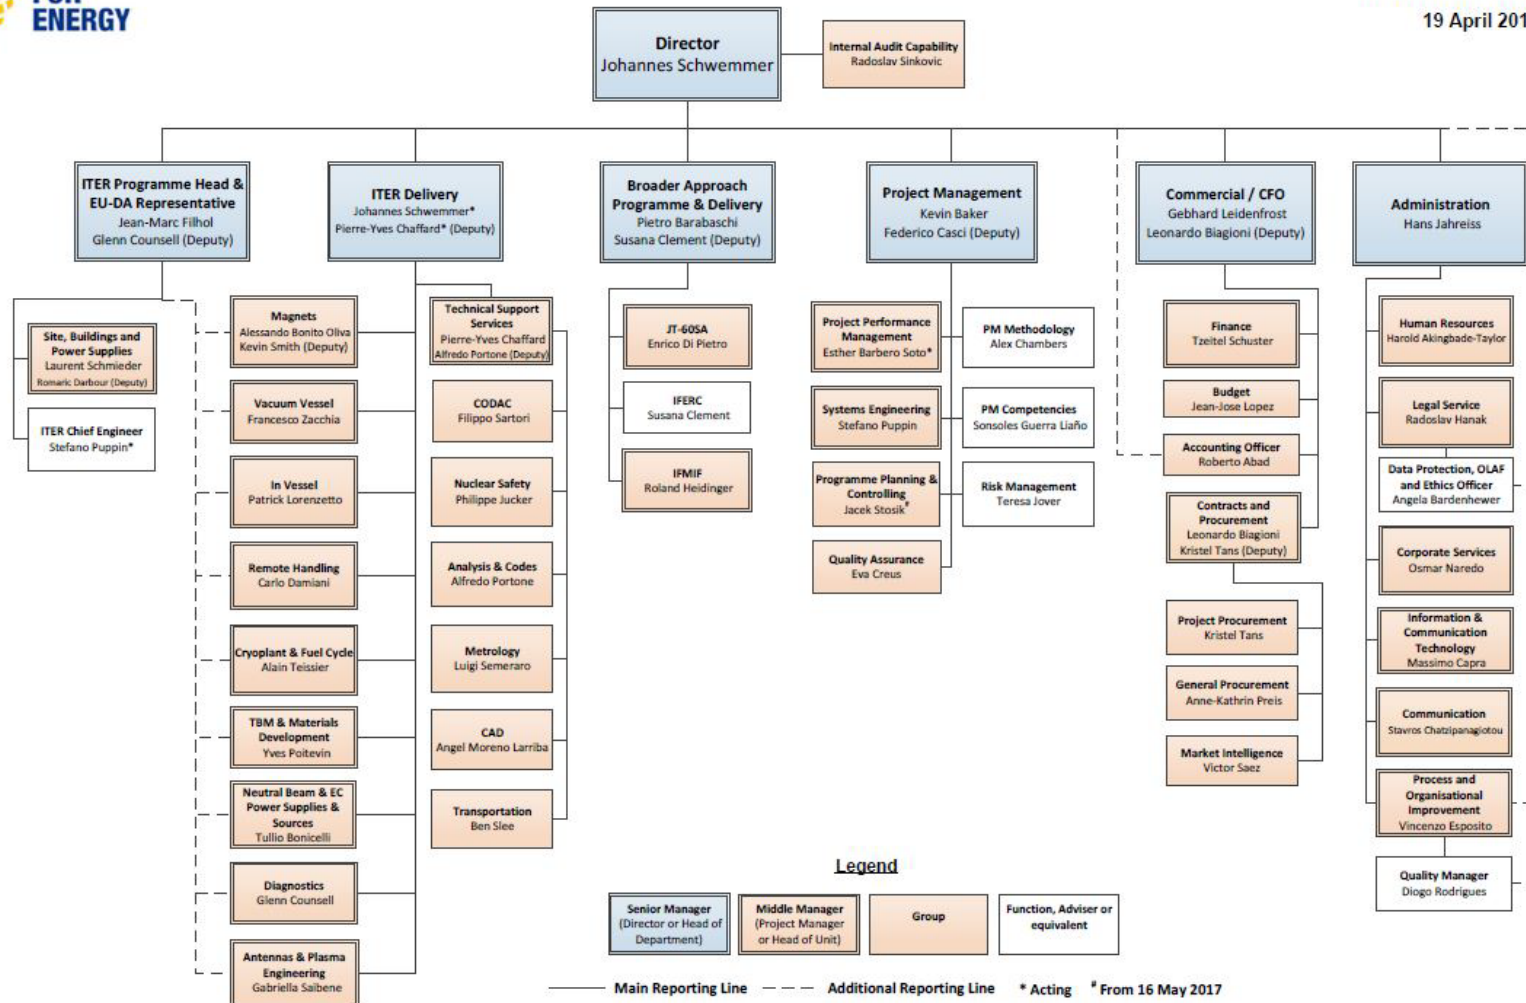 ENERGY
19 April 201
Director
Johannes Schwemmer
Internal Audit Capability
Radoslav Sinkovic
ITER Programme Head &
EU-DA Representative
Jean-Marc Filhol
Glenn Counsell (Deputy)
ITER Delivery
Johannes Schwemmer*
Pierre-Yves Chaffard* (Deputy)
Broader Approach
Programme & Delivery
Pietro Barabaschi
Susana Clement (Deputy)
Project Management
Kevin Baker
Federico Casci (Deputy)
Commercial / CFO
Gebhard Leidenfrost
Leonardo Biagioni (Deputy)
Administration
Hans Jahreiss
Site, Buildings and
Power Supplies
Laurent Schmieder
Romaric Darbour (Deputy)
ITER Chief Engineer
Stefano Puppin*
Magnets
Alessando Bonito Oliva
Kevin Smith (Deputy)
Vacuum Vessel
Francesco Zacchia
In Vessel
Patrick Lorenzetto
Remote Handling
Carlo Damiani
Cryoplant & Fuel Cycle
Alain Teissier
TBM & Materials
Development
Yves Poitevin
Neutral Beam & EC
Power Supplies &
Sources
Tullio Bonicelli
Diagnostics
Glenn Counsell
Antennas & Plasma
Engineering
Gabriella Saibene
Technical Support
Services
Pierre-Yves Chaffard
Alfredo Portone (Deputy)
CODAC
Filippo Sartori
Nuclear Safety
Philippe Jucker
Analysis & Codes
Alfredo Portone
Metrology
Luigi Semeraro
CAD
Angel Moreno Larriba
Transportation
Ben Slee
JT-60SA
Enrico Di Pietro
IFERC
Susana Clement
IFMIF
Roland Heidinger
Project Performance
Management
Esther Barbero Soto*
Systems Engineering
Stefano Puppin
Programme Planning &
Controlling
Jacek Stosik#
Quality Assurance
Eva Creus
PM Methodology
Alex Chambers
PM Competencies
Sonsoles Guerra Liaño
Risk Management
Teresa Jover
Finance
Tzeitel Schuster
Budget
Jean-Jose Lopez
Accounting Officer
Roberto Abad
Contracts and
Procurement
Leonardo Biagioni
Kristel Tans (Deputy)
Project Procurement
Kristel Tans
General Procurement
Anne-Kathrin Preis
Market Intelligence
Victor Saez
Human Resources
Harold Akingbade-Taylor
Legal Service
Radoslav Hanak
Data Protection, OLAF
and Ethics Officer
Angela Bardenhewer
Corporate Services
Osmar Naredo
Information &
Communication
Technology
Massimo Capra
Communication
Stavros Chatzipanagiotou
Process and
Organisational
Improvement
Vincenzo Esposito
Quality Manager
Diogo Rodrigues
Legend
Senior Manager
(Director or Head of
Department)
Middle Manager
(Project Manager
or Head of Unit)
Group
Function, Adviser or
equivalent
Main Reporting Line
Additional Reporting Line
* Acting
# From 16 May 2017